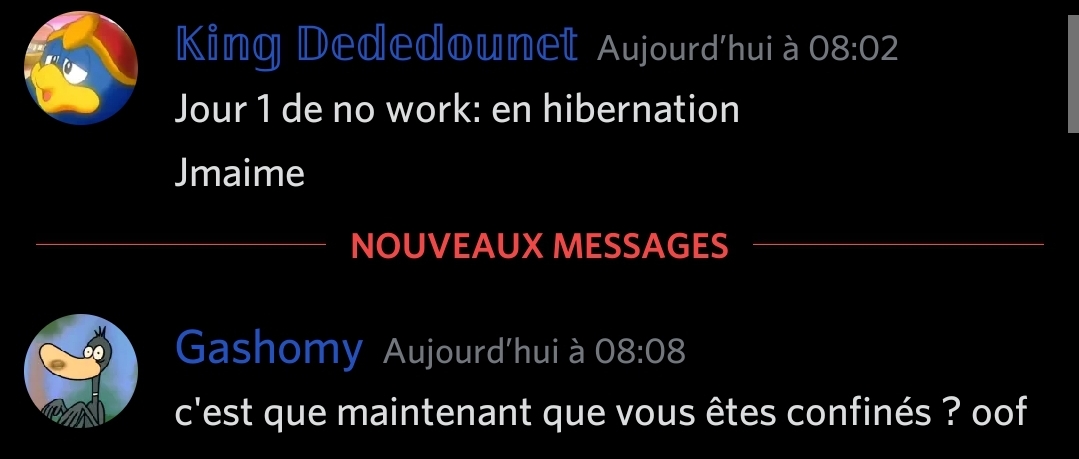 King Dededounet Aujourd’hui à 08:02
Jour 1 de no work: en hibernation
Jmaime
NOUVEAUX MESSAGES
Gashomy Aujourd’hui à 08:08
c'est que maintenant que vous êtes confinés ? oof